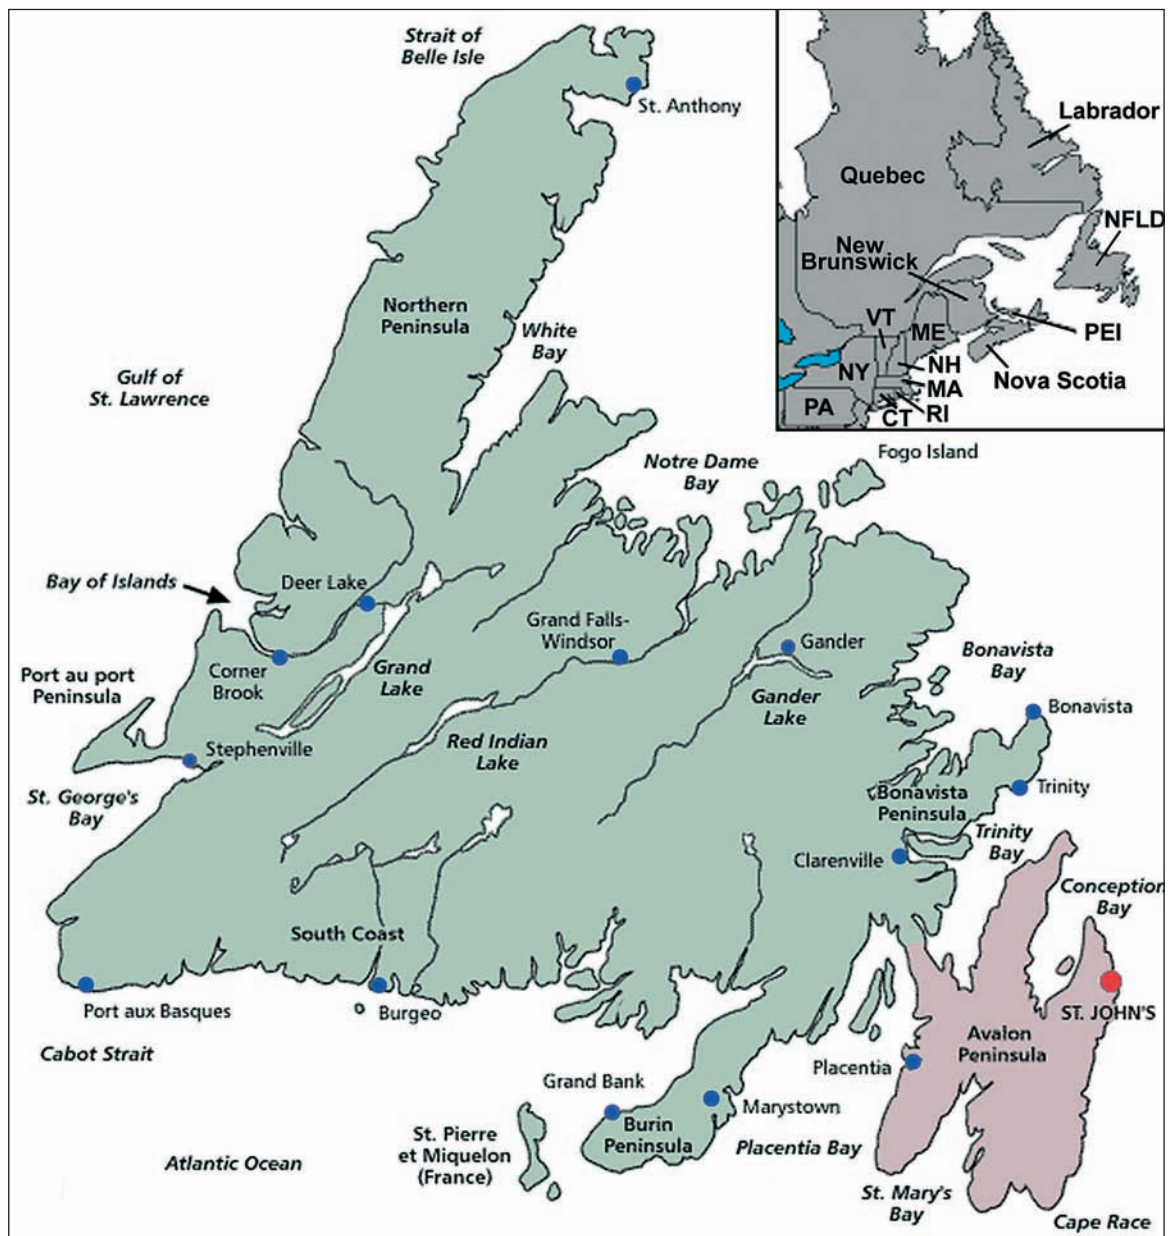 Strait of
Belle Isle
St. Anthony
Labrador
Quebec
NFLD
New
Brunswick
VT
ME
PEI
NY
NH
MA
Nova Scotia
PA
CT
RI
Northern
Peninsula
White
Bay
Gulf of
St. Lawrence
Fogo Island
Notre Dame
Bay
Bay of Islands
Deer Lake
Grand Falls-
Windsor
Gander
Bonavista
Bay
Port au port
Peninsula
Corner
Brook
Grand
Lake
Gander
Lake
Bonavista
Stephenville
Red Indian
Lake
St. George's
Bay
Bonavista
Peninsula
Trinity
Trinity
Bay
Clarenville
Conception
Bay
South Coast
Port aux Basques
Burgeo
ST. JOHN'S
Cabot Strait
Avalon
Peninsula
Placentia
Grand Bank
Marystown
Burin
Peninsula
Placentia Bay
St. Pierre
et Miquelon
(France)
Atlantic Ocean
St. Mary's
Bay
Cape Race